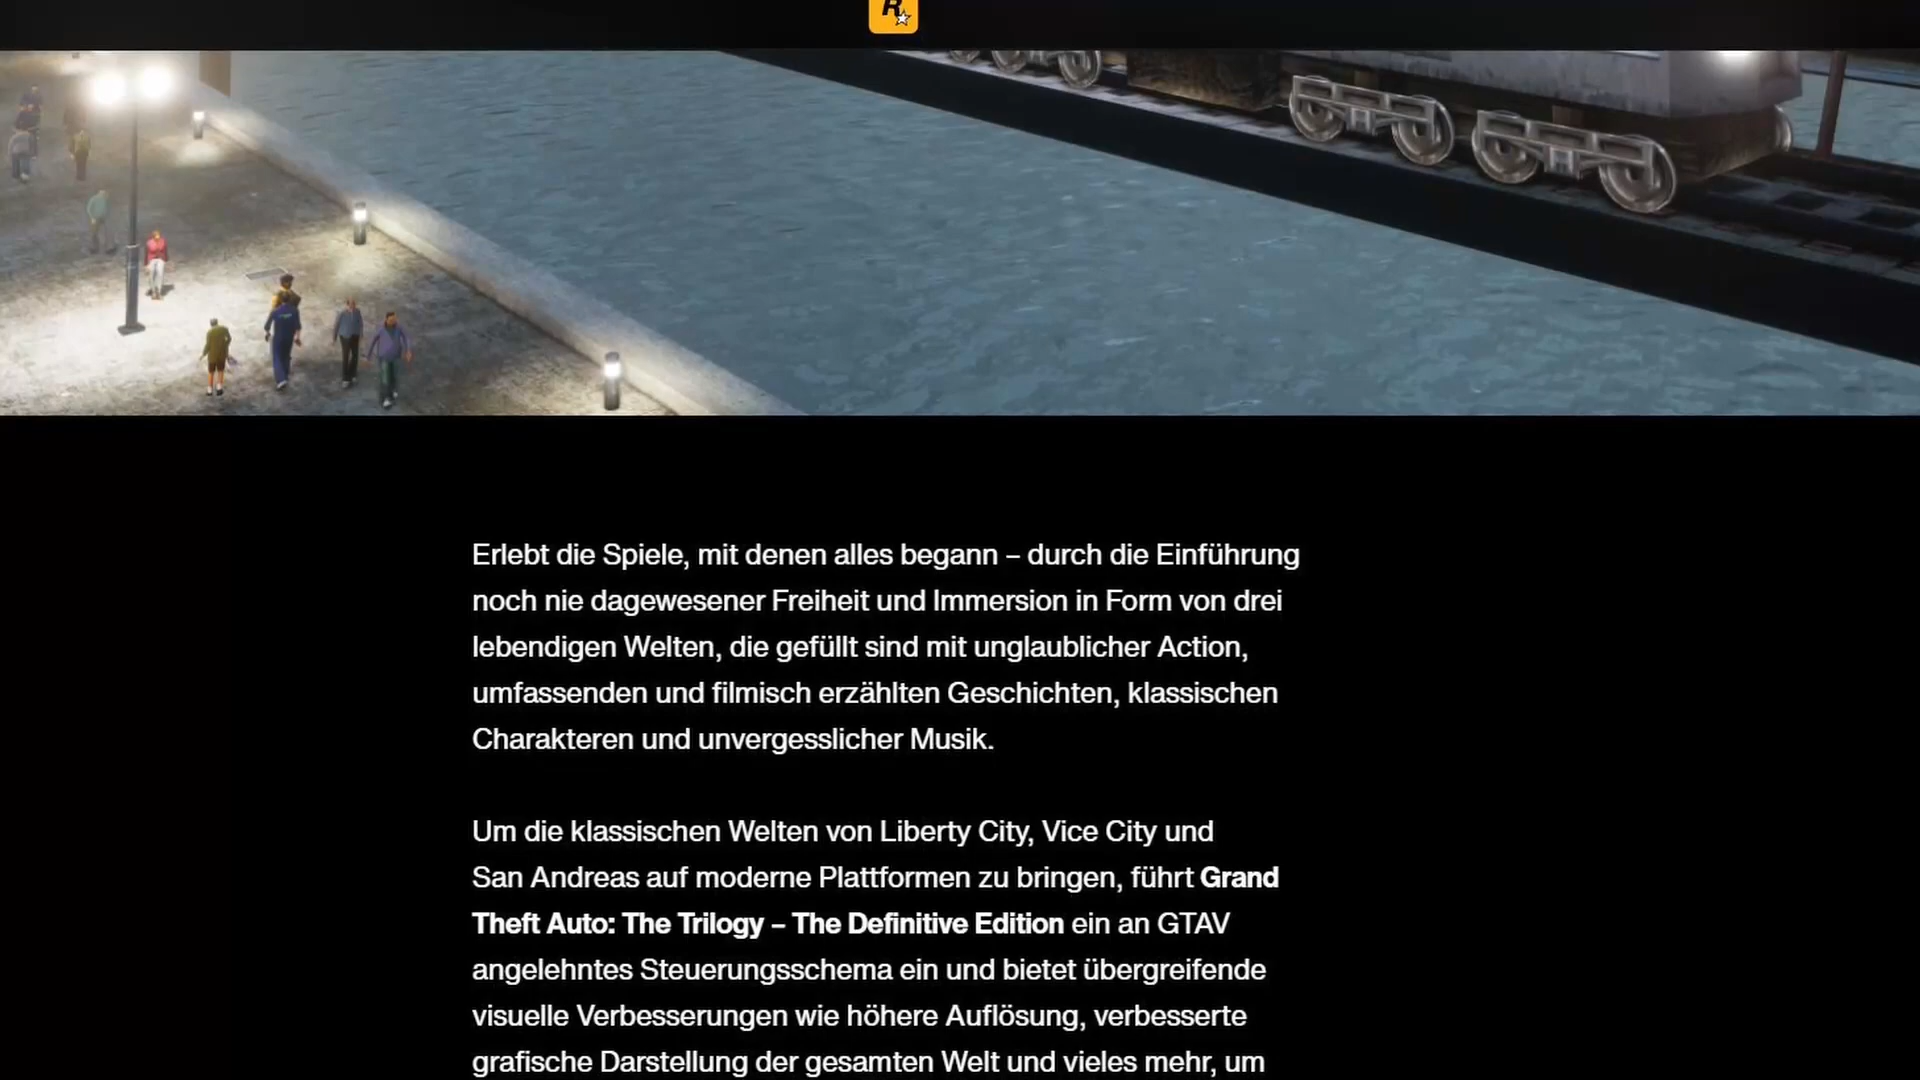 R
Erlebt die Spiele, mit denen alles begann – durch die Einführung
noch nie dagewesener Freiheit und Immersion in Form von drei
lebendigen Welten, die gefüllt sind mit unglaublicher Action,
umfassenden und filmisch erzählten Geschichten, klassischen
Charakteren und unvergesslicher Musik.
Um die klassischen Welten von Liberty City, Vice City und
San Andreas auf moderne Plattformen zu bringen, führt Grand
Theft Auto: The Trilogy – The Definitive Edition ein an GTAV
angelehntes Steuerungsschema ein und bietet übergreifende
visuelle Verbesserungen wie höhere Auflösung, verbesserte
grafische Darstellung der gesamten Welt und vieles mehr, um